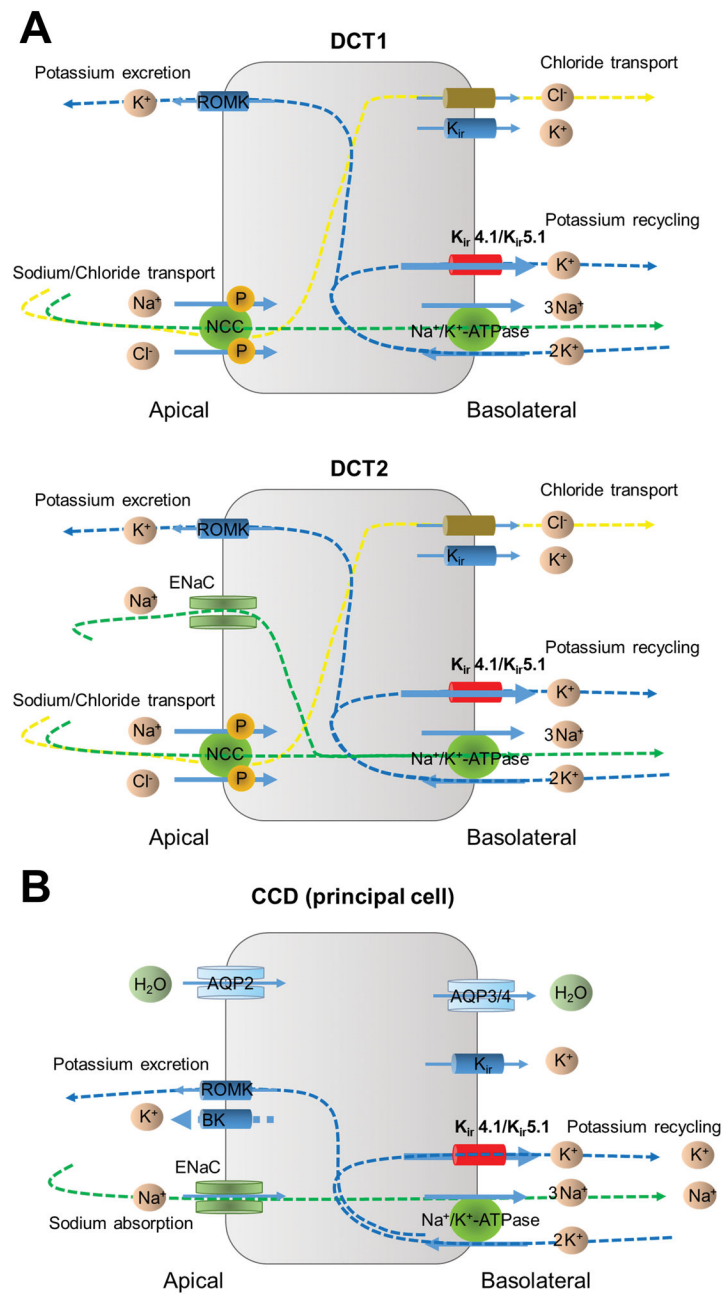 A
DCT1
Potassium excretion
Chloride transport
K⁺
ROMK
Cl⁻
Kir
K⁺
Potassium recycling
Kir 4.1/Kir5.1
K⁺
Sodium/Chloride transport
Na⁺
P
3Na⁺
NCC
Na⁺/K⁺-ATPase
Cl⁻
P
2K⁺
Apical
Basolateral
DCT2
Potassium excretion
Chloride transport
K⁺
ROMK
Cl⁻
Kir
K⁺
ENaC
Na⁺
Potassium recycling
Kir 4.1/Kir5.1
K⁺
Sodium/Chloride transport
Na⁺
P
3Na⁺
NCC
Na⁺/K⁺-ATPase
Cl⁻
P
2K⁺
Apical
Basolateral
B
CCD (principal cell)
H₂O
AQP2
AQP3/4
H₂O
Potassium excretion
Kir
K⁺
ROMK
K⁺
BK
Kir 4.1/Kir5.1
Potassium recycling
K⁺
K⁺
ENaC
Na⁺
3Na⁺
Na⁺
Sodium absorption
Na⁺/K⁺-ATPase
2K⁺
Apical
Basolateral